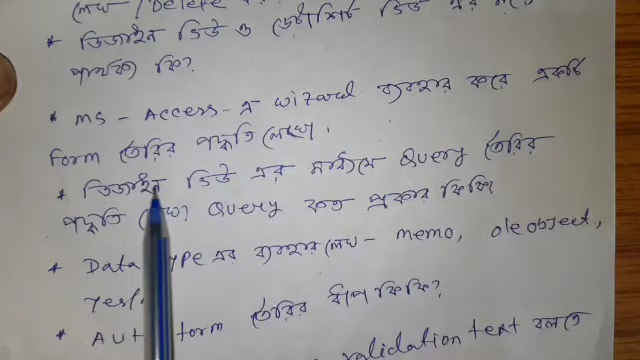 লেখ / Delete
* ডিজাইন ভিউ ও ডেটাশিট ভিউ এর মধ্যে
পার্থক্য কি?
* MS - Access - এ wizard ব্যবহার করে একটি
Form তৈরির পদ্ধতি লেখো।
* ডিজাইন ভিউ এর মাধ্যমে Query তৈরির
পদ্ধতি Query কত প্রকার কিকি?
* Data Type এর ব্যবহার লেখ - memo, ole object,
Yes/
* Auto form তৈরির ধাপ কিকি?
validation text বলতে